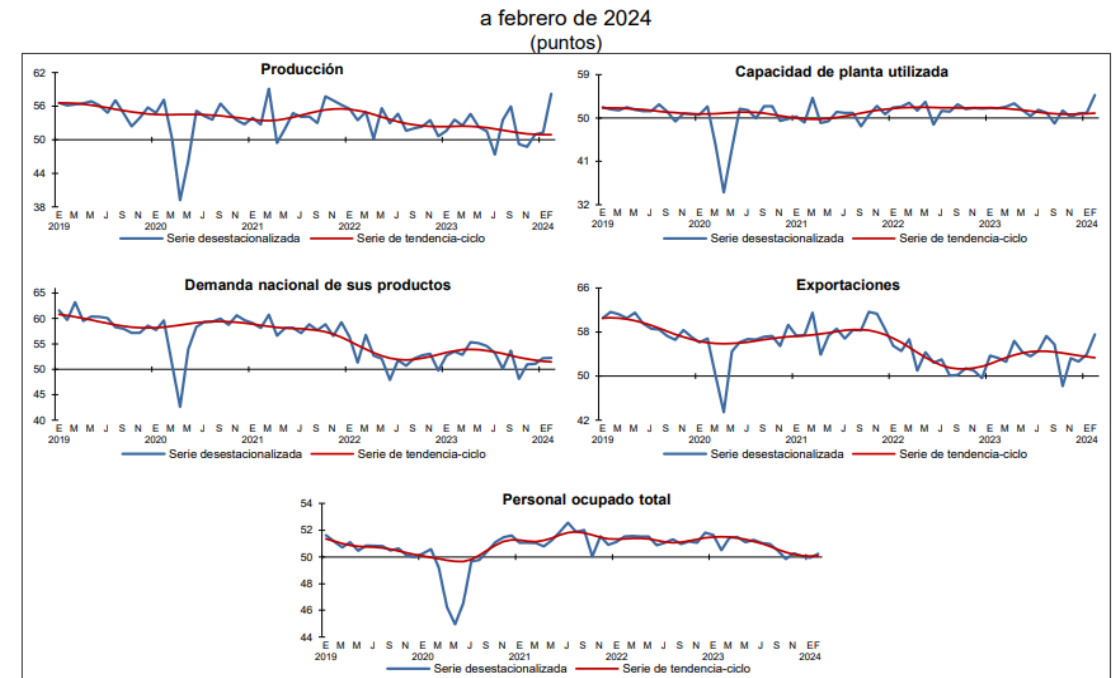 a febrero de 2024
(puntos)
Producción
62
56
50
44
38
E M M J S N E M M J S N E M M J S N E M M J S N E M M J S N EF
2019 2020 2021 2022 2023 2024
Serie desestacionalizada Serie de tendencia-ciclo
Capacidad de planta utilizada
59
50
41
32
E M M J S N E M M J S N E M M J S N E M M J S N E M M J S N EF
2019 2020 2021 2022 2023 2024
Serie desestacionalizada Serie de tendencia-ciclo
Demanda nacional de sus productos
65
60
55
50
45
40
E M M J S N E M M J S N E M M J S N E M M J S N E M M J S N EF
2019 2020 2021 2022 2023 2024
Serie desestacionalizada Serie de tendencia-ciclo
Exportaciones
66
58
50
42
E M M J S N E M M J S N E M M J S N E M M J S N E M M J S N EF
2019 2020 2021 2022 2023 2024
Serie desestacionalizada Serie de tendencia-ciclo
Personal ocupado total
54
52
50
48
46
44
E M M J S N E M M J S N E M M J S N E M M J S N E M M J S N EF
2019 2020 2021 2022 2023 2024
Serie desestacionalizada Serie de tendencia-ciclo